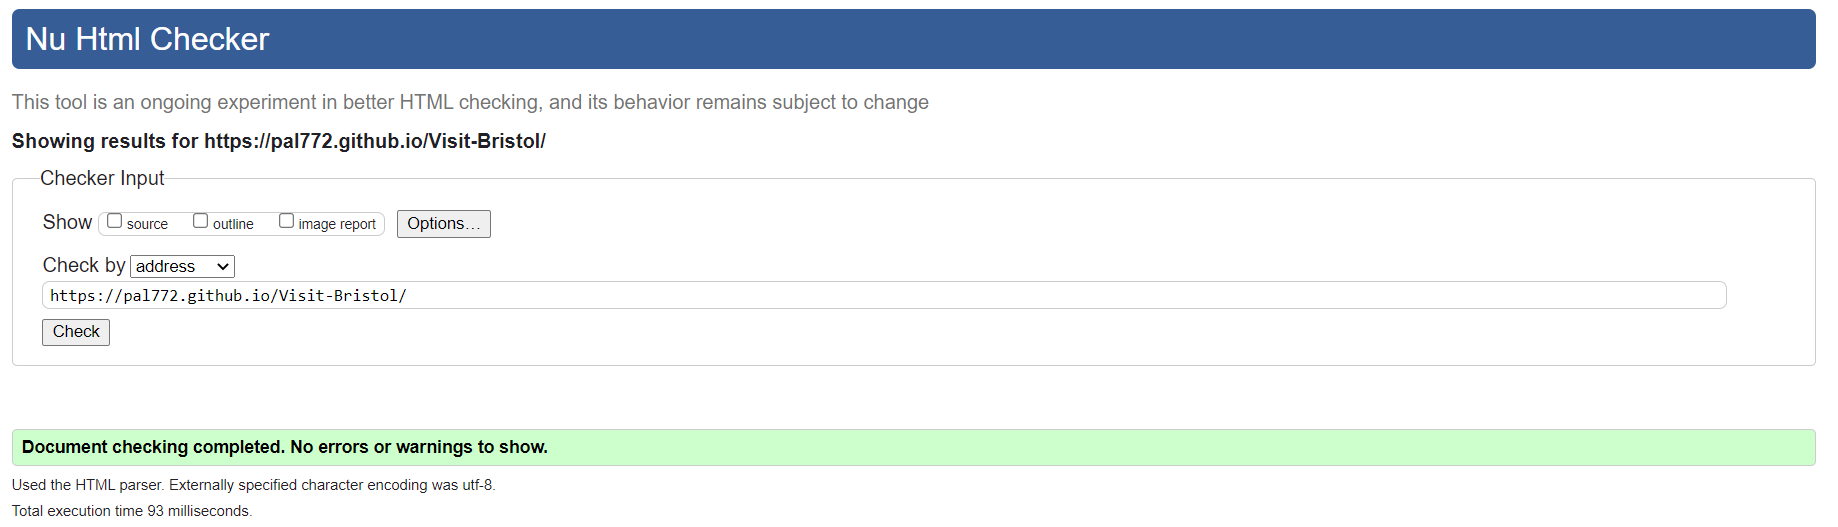 Nu Html Checker
This tool is an ongoing experiment in better HTML checking, and its behavior remains subject to change
Showing results for https://pal772.github.io/Visit-Bristol/
Checker Input
Show source outline image report Options...
Check by address
https://pal772.github.io/Visit-Bristol/
Check
Document checking completed. No errors or warnings to show.
Used the HTML parser. Externally specified character encoding was utf-8.
Total execution time 93 milliseconds.